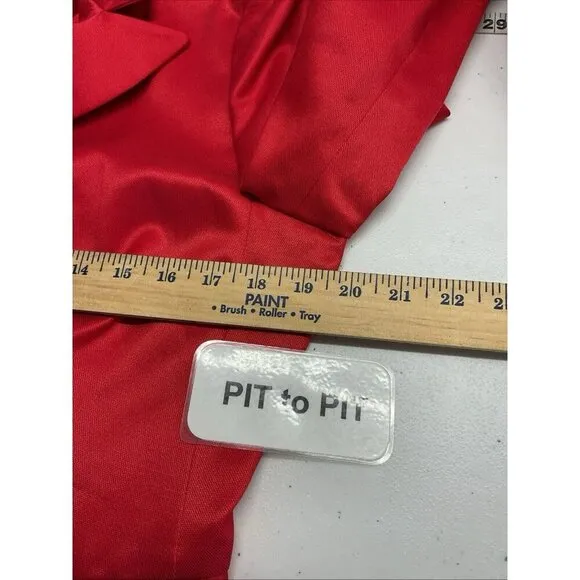 29
14 15 16 17 18 19 20 21 22
PAINT
• Brush • Roller • Tray
PIT to PIT